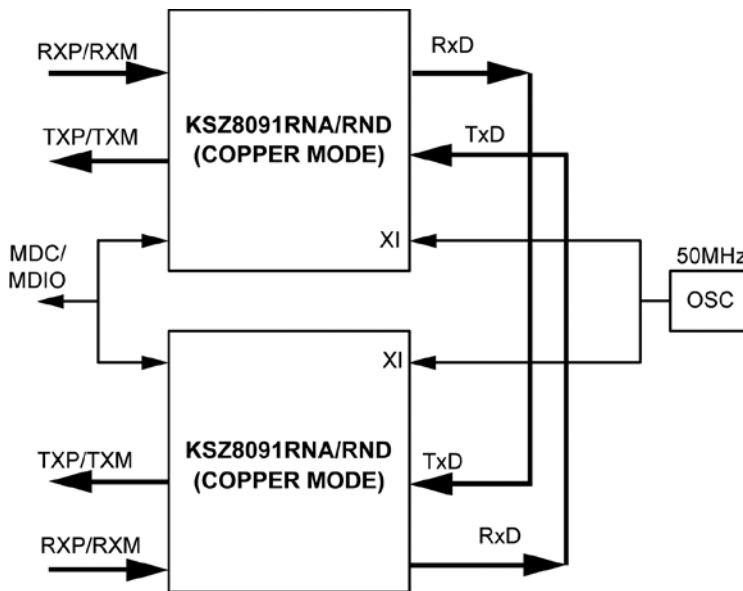 RXP/RXM
RxD
KSZ8091RNA/RND
(COPPER MODE)
TXP/TXM
TxD
XI
MDC/
MDIO
50MHz
OSC
XI
KSZ8091RNA/RND
(COPPER MODE)
TXP/TXM
TxD
RXP/RXM
RxD